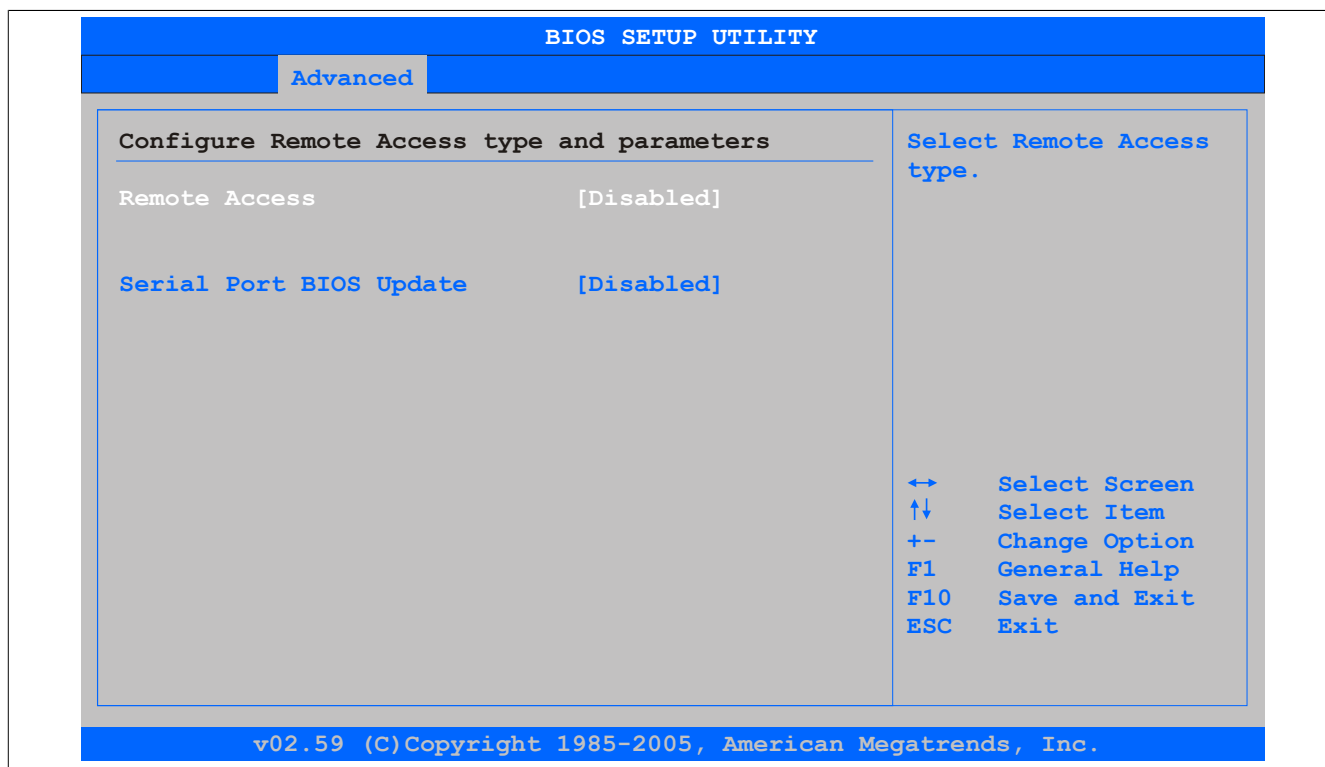 BIOS SETUP UTILITY
Advanced
Configure Remote Access type and parameters
Remote Access [Disabled]
Serial Port BIOS Update [Disabled]
Select Remote Access
type.
↔ Select Screen
↑↓ Select Item
+- Change Option
F1 General Help
F10 Save and Exit
ESC Exit
v02.59 (C)Copyright 1985-2005, American Megatrends, Inc.